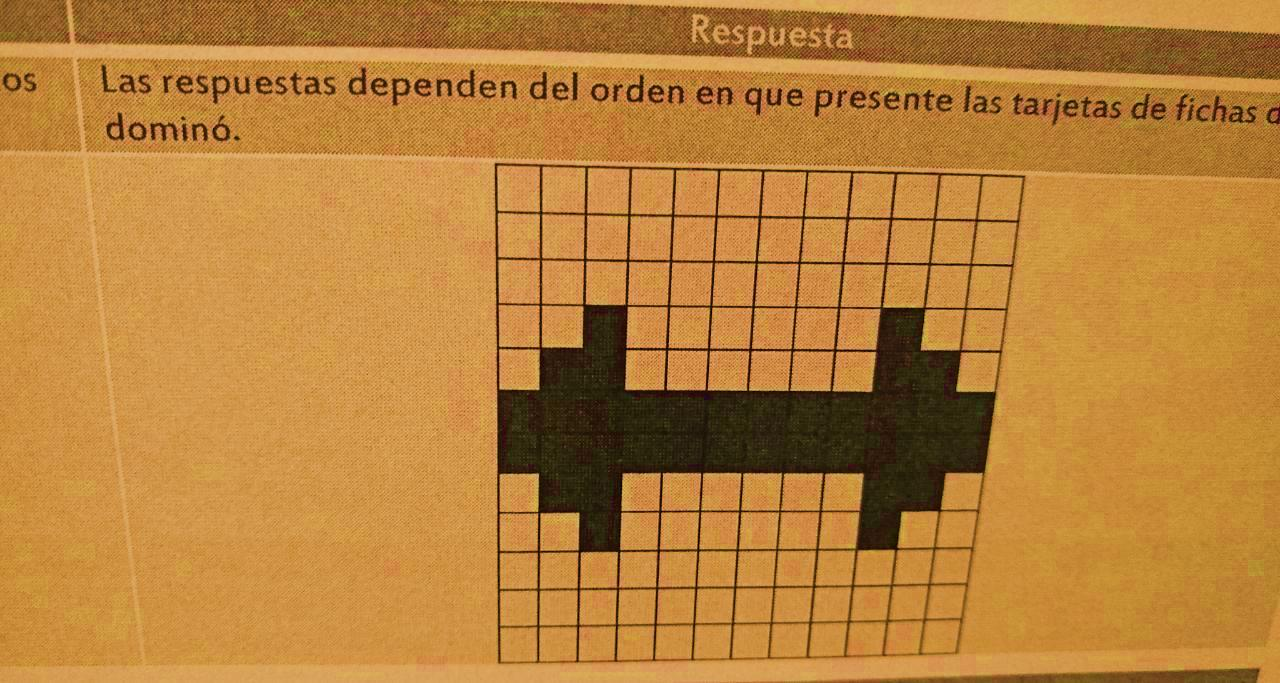 Respuesta
os
Las respuestas dependen del orden en que presente las tarjetas de fichas d
dominó.